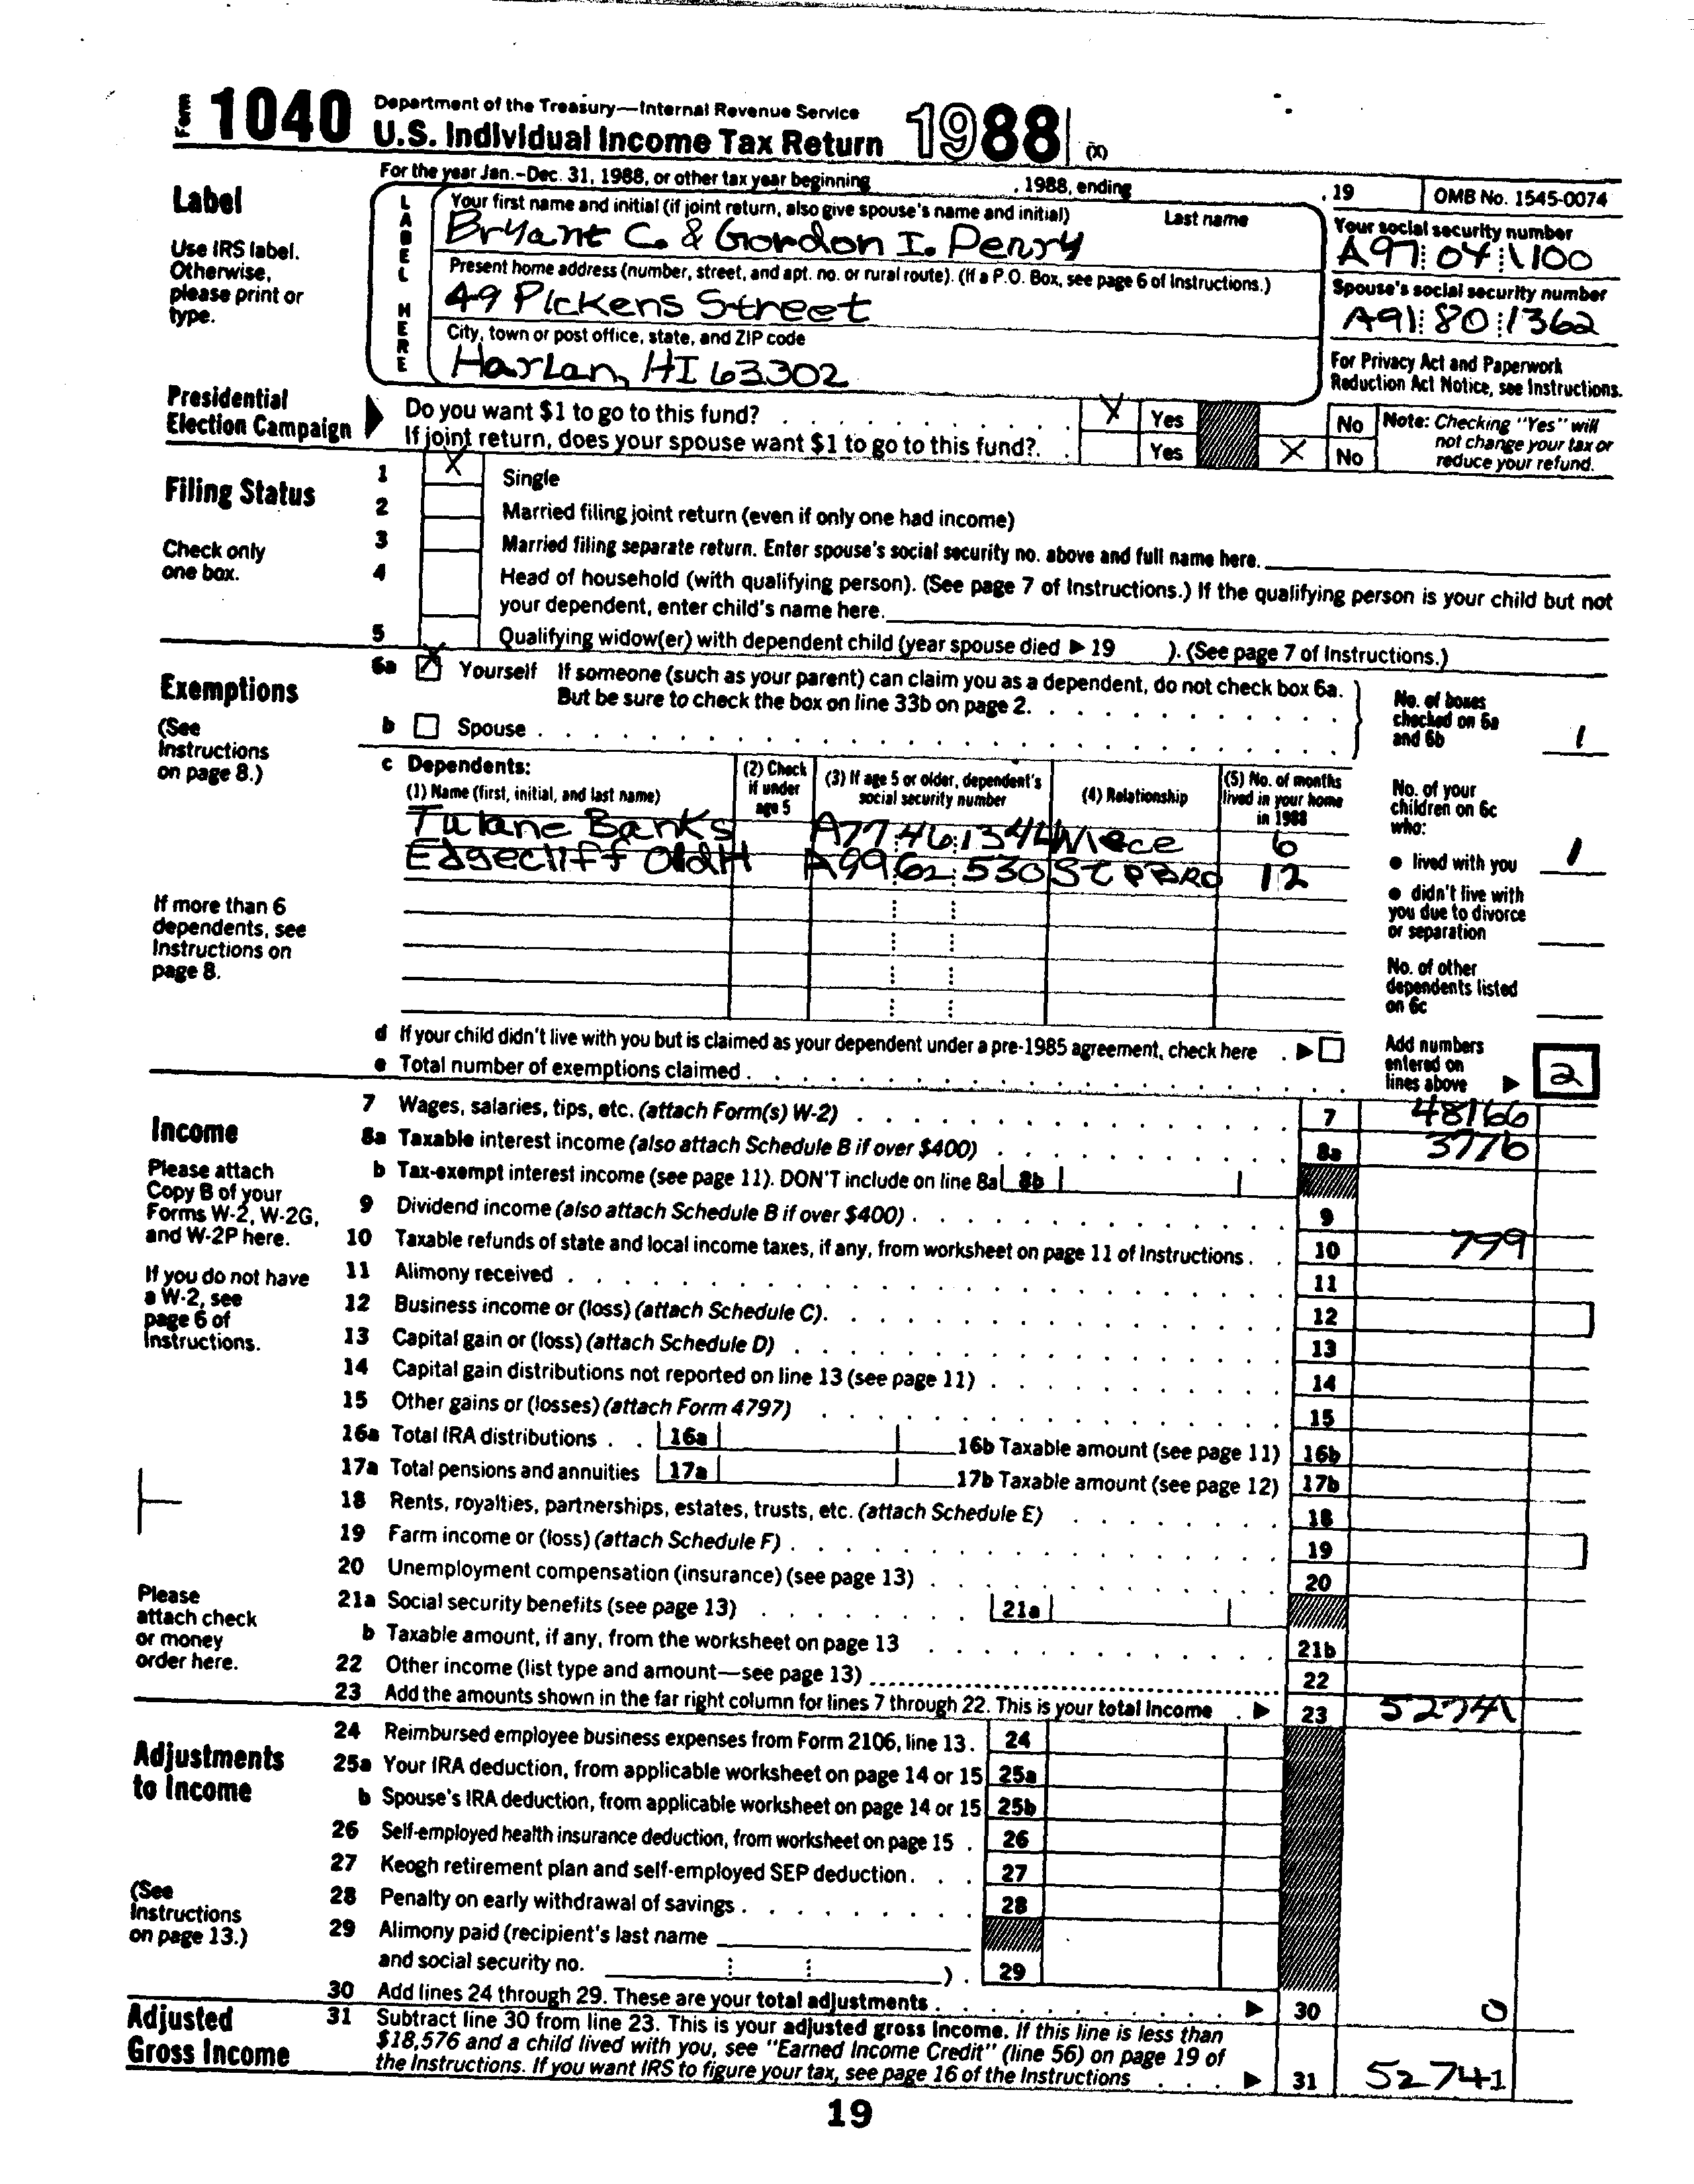 Form 1040 Department of the Treasury—Internal Revenue Service
U.S. Individual Income Tax Return 1988 (X)
For the year Jan.-Dec. 31, 1988, or other tax year beginning , 1988, ending , 19 OMB No. 1545-0074
Label
Use IRS label.
Otherwise,
please print or
type.
LABEL HERE
Your first name and initial (if joint return, also give spouse's name and initial) Last name
Bryant C. & Gordon I. Perry
Your social security number
A97 04 1100
Present home address (number, street, and apt. no. or rural route). (If a P.O. Box, see page 6 of Instructions.)
49 Pickens Street
Spouse's social security number
A91 80 1362
City, town or post office, state, and ZIP code
Harlan, HI 63302
For Privacy Act and Paperwork
Reduction Act Notice, see Instructions.
Presidential
Election Campaign
Do you want $1 to go to this fund? . . . . . . . . . . X Yes No
If joint return, does your spouse want $1 to go to this fund?. . Yes X No
Note: Checking "Yes" will
not change your tax or
reduce your refund.
Filing Status
Check only
one box.
1 X Single
2 Married filing joint return (even if only one had income)
3 Married filing separate return. Enter spouse's social security no. above and full name here.
4 Head of household (with qualifying person). (See page 7 of Instructions.) If the qualifying person is your child but not
your dependent, enter child's name here.
5 Qualifying widow(er) with dependent child (year spouse died ▶ 19 ). (See page 7 of Instructions.)
Exemptions
(See
Instructions
on page 8.)
6a X Yourself If someone (such as your parent) can claim you as a dependent, do not check box 6a.
But be sure to check the box on line 33b on page 2.
b Spouse
No. of boxes
checked on 6a
and 6b 1
c Dependents:
(1) Name (first, initial, and last name)
(2) Check
if under
age 5
(3) If age 5 or older, dependent's
social security number
(4) Relationship
(5) No. of months
lived in your home
in 1988
Tulane Banks A77 46 1344 Niece 6
Edgecliff OldH A99 62 530 STPBRO 12
No. of your
children on 6c
who:
● lived with you 1
● didn't live with
you due to divorce
or separation
No. of other
dependents listed
on 6c
If more than 6
dependents, see
Instructions on
page 8.
d If your child didn't live with you but is claimed as your dependent under a pre-1985 agreement, check here . ▶
e Total number of exemptions claimed
Add numbers
entered on
lines above ▶ 2
Income
Please attach
Copy B of your
Forms W-2, W-2G,
and W-2P here.
If you do not have
a W-2, see
page 6 of
Instructions.
7 Wages, salaries, tips, etc. (attach Form(s) W-2) 7 48166
8a Taxable interest income (also attach Schedule B if over $400) 8a 3776
b Tax-exempt interest income (see page 11). DON'T include on line 8a 8b
9 Dividend income (also attach Schedule B if over $400) 9
10 Taxable refunds of state and local income taxes, if any, from worksheet on page 11 of Instructions 10 799
11 Alimony received 11
12 Business income or (loss) (attach Schedule C). 12
13 Capital gain or (loss) (attach Schedule D) 13
14 Capital gain distributions not reported on line 13 (see page 11) 14
15 Other gains or (losses) (attach Form 4797) 15
16a Total IRA distributions 16a 16b Taxable amount (see page 11) 16b
17a Total pensions and annuities 17a 17b Taxable amount (see page 12) 17b
18 Rents, royalties, partnerships, estates, trusts, etc. (attach Schedule E) 18
19 Farm income or (loss) (attach Schedule F) 19
20 Unemployment compensation (insurance) (see page 13) 20
Please
attach check
or money
order here.
21a Social security benefits (see page 13) 21a
b Taxable amount, if any, from the worksheet on page 13 21b
22 Other income (list type and amount—see page 13) 22
23 Add the amounts shown in the far right column for lines 7 through 22. This is your total income . ▶ 23 52741
Adjustments
to Income
(See
Instructions
on page 13.)
24 Reimbursed employee business expenses from Form 2106, line 13. 24
25a Your IRA deduction, from applicable worksheet on page 14 or 15 25a
b Spouse's IRA deduction, from applicable worksheet on page 14 or 15 25b
26 Self-employed health insurance deduction, from worksheet on page 15 . 26
27 Keogh retirement plan and self-employed SEP deduction. 27
28 Penalty on early withdrawal of savings 28
29 Alimony paid (recipient's last name
and social security no. ). 29
30 Add lines 24 through 29. These are your total adjustments ▶ 30 0
Adjusted
Gross Income
31 Subtract line 30 from line 23. This is your adjusted gross income. If this line is less than
$18,576 and a child lived with you, see "Earned Income Credit" (line 56) on page 19 of
the Instructions. If you want IRS to figure your tax, see page 16 of the Instructions ▶ 31 52741
19